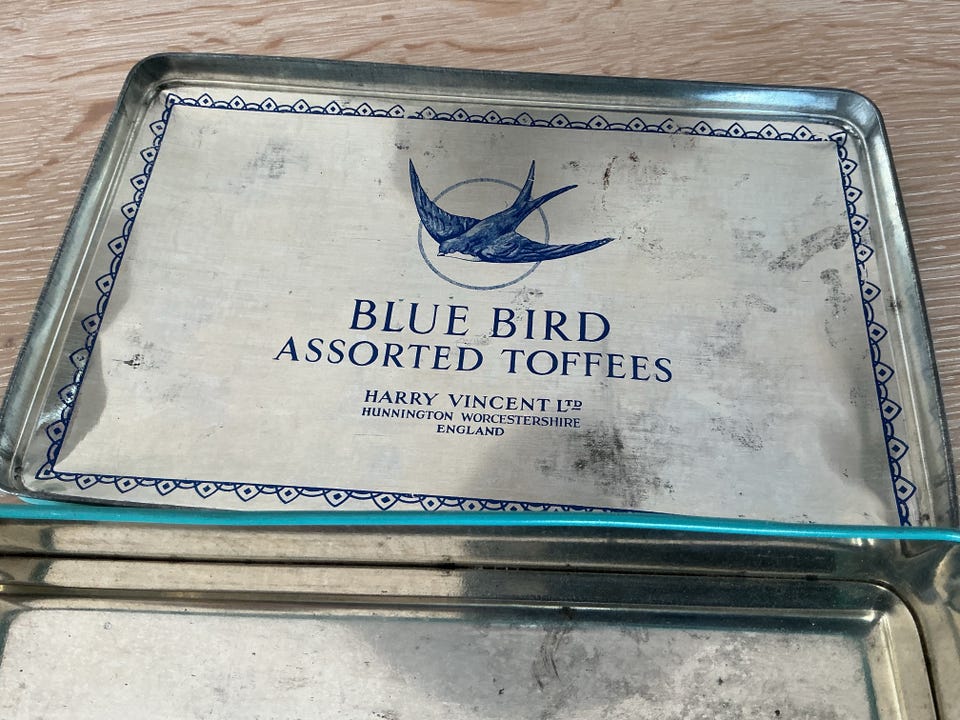 BLUE BIRD
ASSORTED TOFFEES
HARRY VINCENT LTD
HUNNINGTON WORCESTERSHIRE
ENGLAND